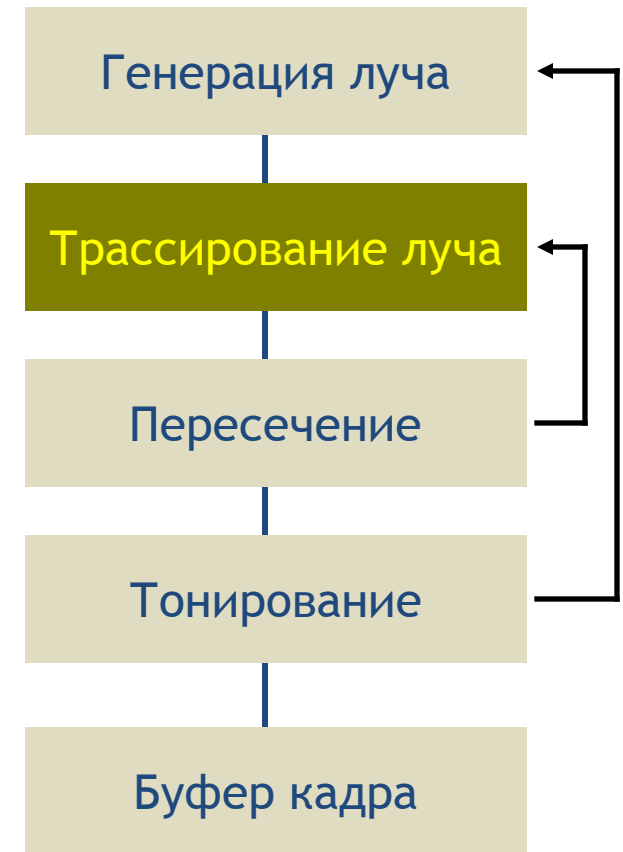 Генерация луча
Трассирование луча
Пересечение
Тонирование
Буфер кадра